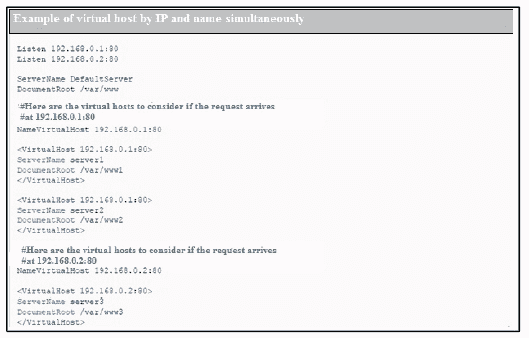 Example of virtual host by IP and name simultaneously
Listen 192.168.0.1:80
Listen 192.168.0.2:80
ServerName DefaultServer
DocumentRoot /var/www
#Here are the virtual hosts to consider if the request arrives
#at 192.168.0.1:80
NameVirtualHost 192.168.0.1:80
<VirtualHost 192.168.0.1:80>
ServerName server1
DocumentRoot /var/www1
</VirtualHost>
<VirtualHost 192.168.0.1:80>
ServerName server2
DocumentRoot /var/www2
</VirtualHost>
#Here are the virtual hosts to consider if the request arrives
#at 192.168.0.2:80
NameVirtualHost 192.168.0.2:80
<VirtualHost 192.168.0.2:80>
ServerName server3
DocumentRoot /var/www3
</VirtualHost>